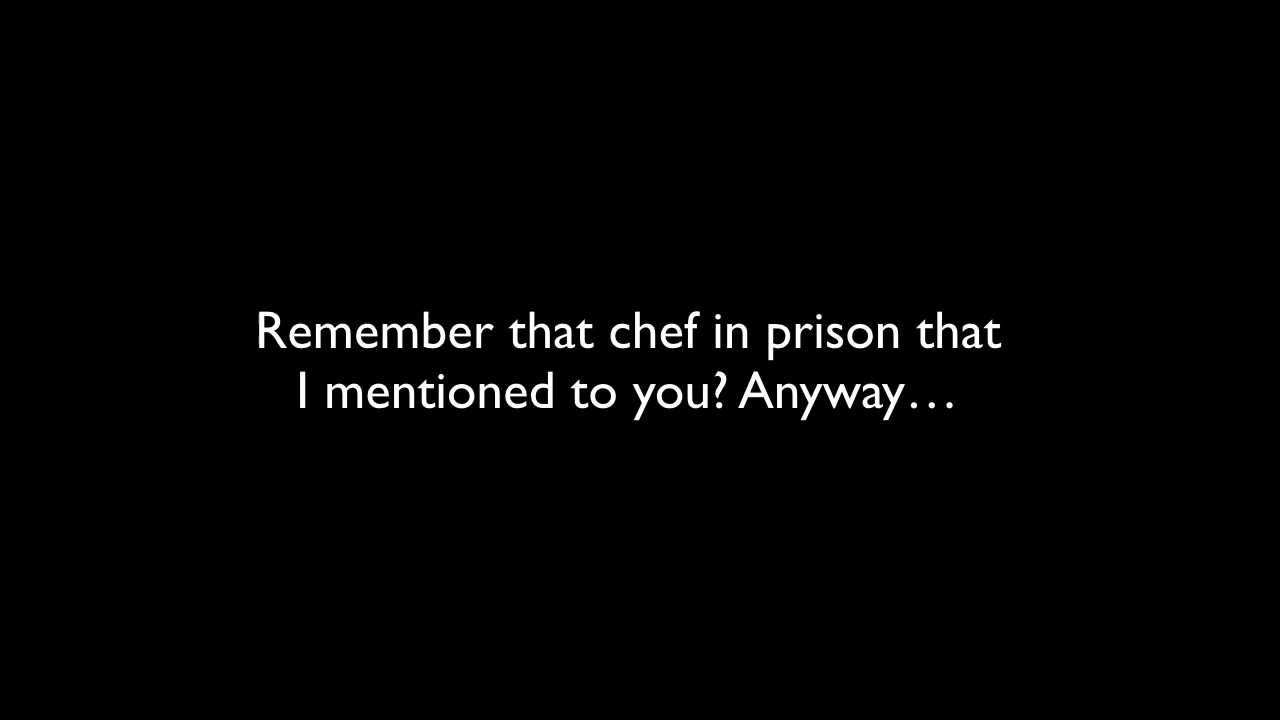 Remember that chef in prison that
I mentioned to you? Anyway…